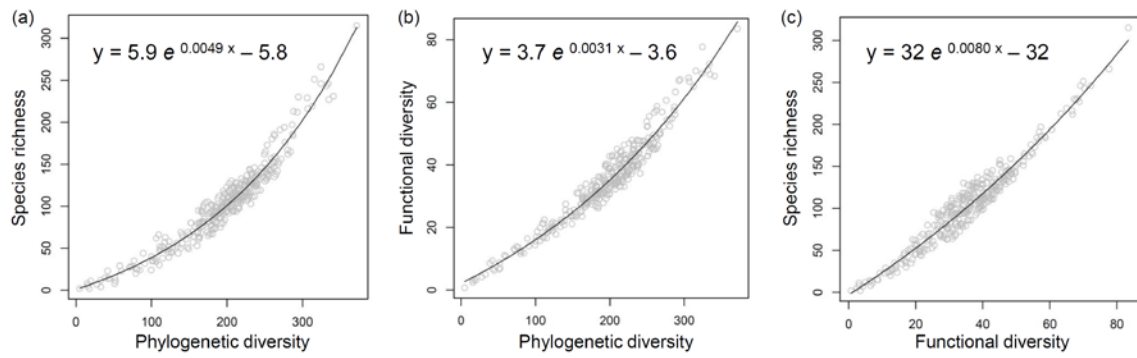 (a)
y = 5.9 e 0.0049 x – 5.8
Species richness
0 50 100 150 200 250 300
0 100 200 300
Phylogenetic diversity
(b)
y = 3.7 e 0.0031 x – 3.6
Functional diversity
0 20 40 60 80
0 100 200 300
Phylogenetic diversity
(c)
y = 32 e 0.0080 x – 32
Species richness
0 50 100 150 200 250 300
0 20 40 60 80
Functional diversity